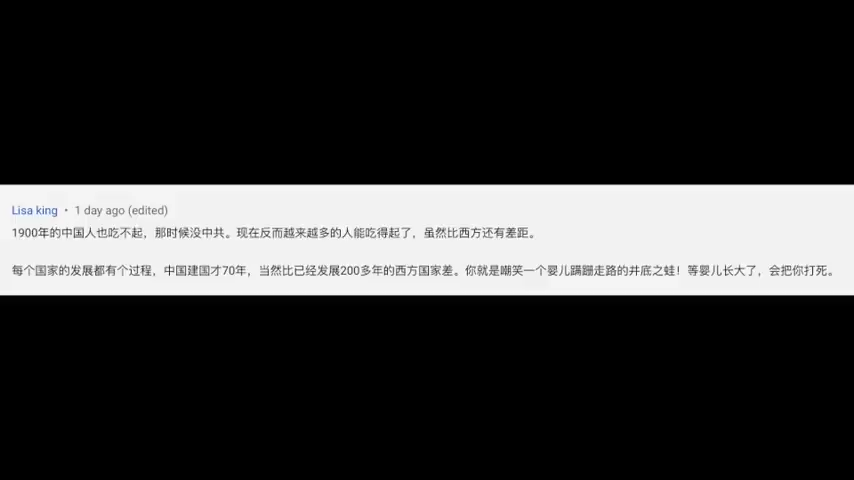 Lisa king • 1 day ago (edited)
1900年的中国人也吃不起，那时候没中共。现在反而越来越多的人能吃得起了，虽然比西方还有差距。
每个国家的发展都有个过程，中国建国才70年，当然比已经发展200多年的西方国家差。你就是嘲笑一个婴儿蹒跚走路的井底之蛙！等婴儿长大了，会把你打死。